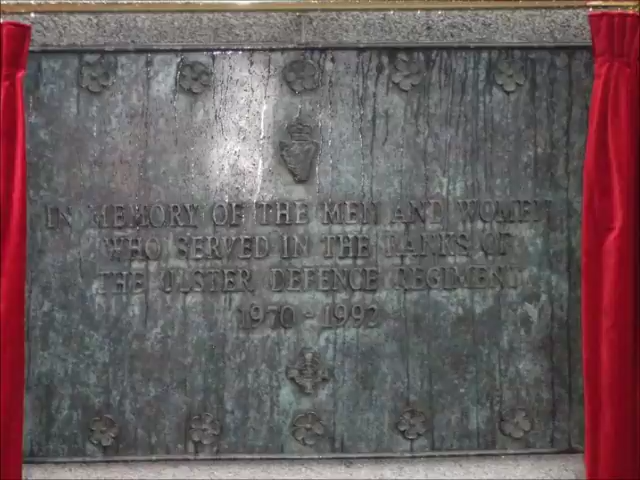 IN MEMORY OF THE MEN AND WOMEN
WHO SERVED IN THE RANKS OF
THE ULSTER DEFENCE REGIMENT
1970 - 1992